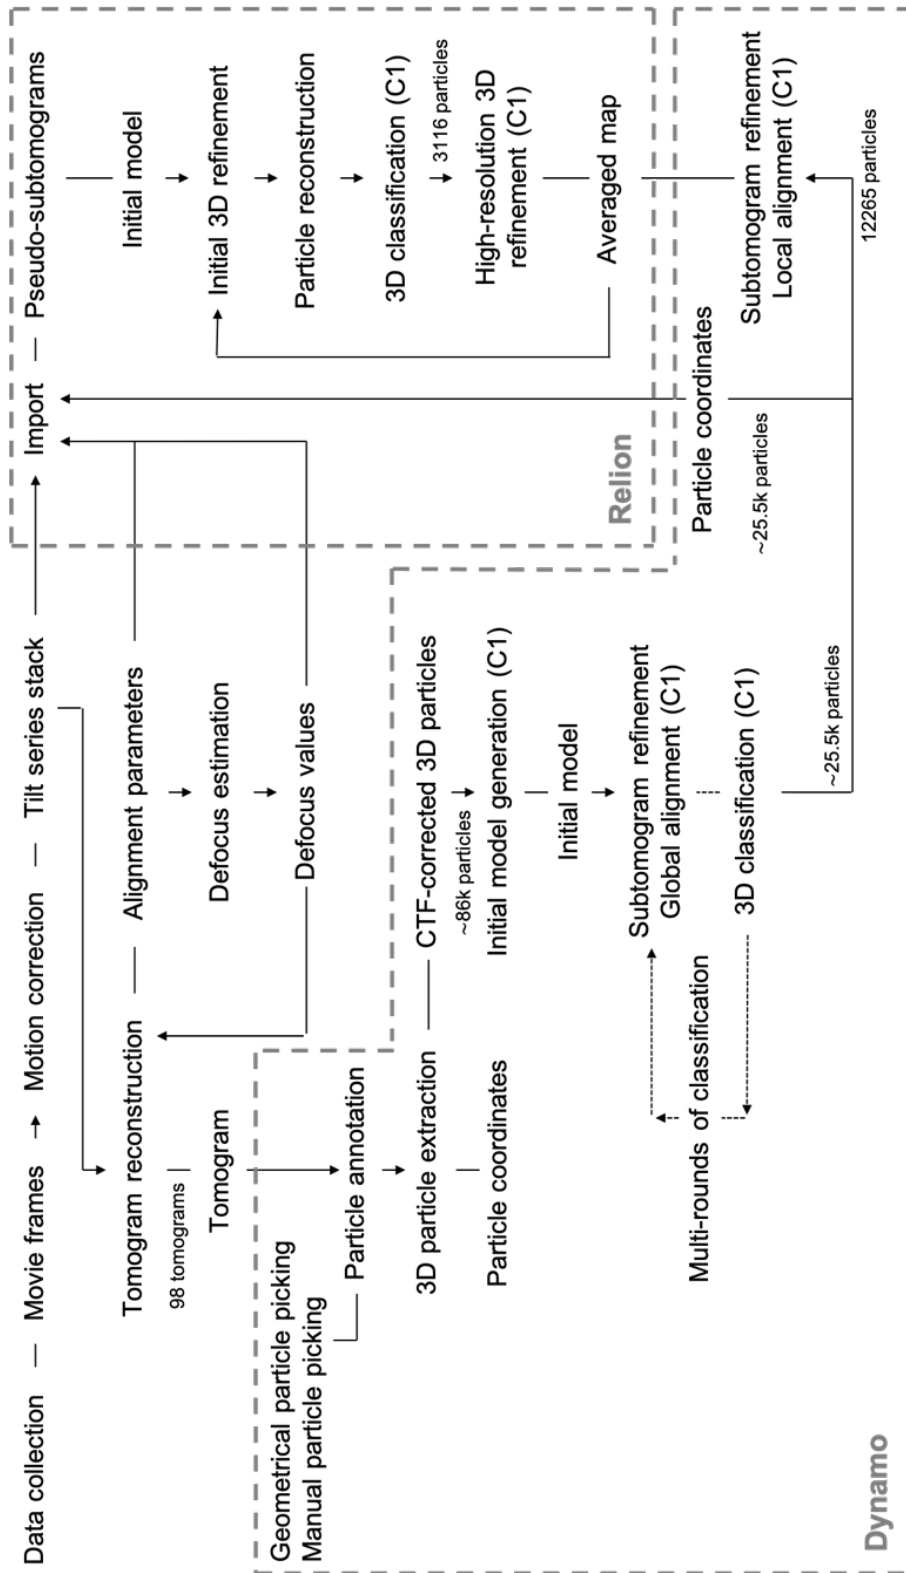 Data collection
Movie frames
Motion correction
Tilt series stack
Import
Pseudo-subtomograms
Tomogram reconstruction
Alignment parameters
Initial model
98 tomograms
Tomogram
Defocus estimation
Initial 3D refinement
Defocus values
Particle reconstruction
Geometrical particle picking
Manual particle picking
Particle annotation
3D classification (C1)
3116 particles
3D particle extraction
CTF-corrected 3D particles
~86k particles
High-resolution 3D
refinement (C1)
Particle coordinates
Initial model generation (C1)
Averaged map
Initial model
Relion
Subtomogram refinement
Global alignment (C1)
Particle coordinates
~25.5k particles
Subtomogram refinement
Local alignment (C1)
Multi-rounds of classification
3D classification (C1)
~25.5k particles
12265 particles
Dynamo